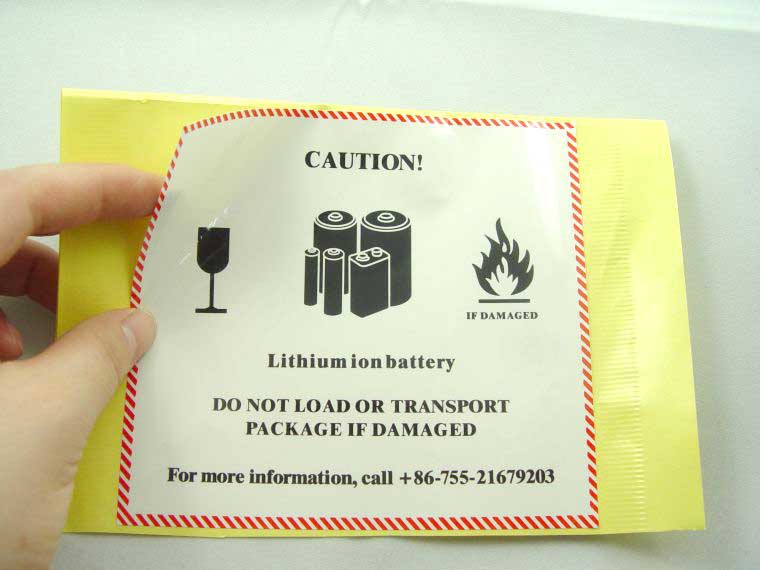 CAUTION!
IF DAMAGED
Lithium ion battery
DO NOT LOAD OR TRANSPORT
PACKAGE IF DAMAGED
For more information, call +86-755-21679203